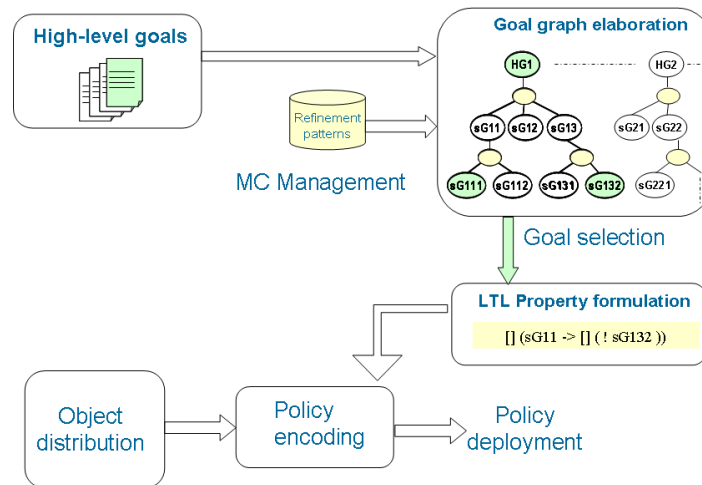 High-level goals
Goal graph elaboration
HG1
HG2
Refinement
patterns
sG11
sG12
sG13
sG21
sG22
MC Management
sG111
sG112
sG131
sG132
sG221
Goal selection
LTL Property formulation
[] (sG11 -> [] ( ! sG132 ))
Object
distribution
Policy
encoding
Policy
deployment